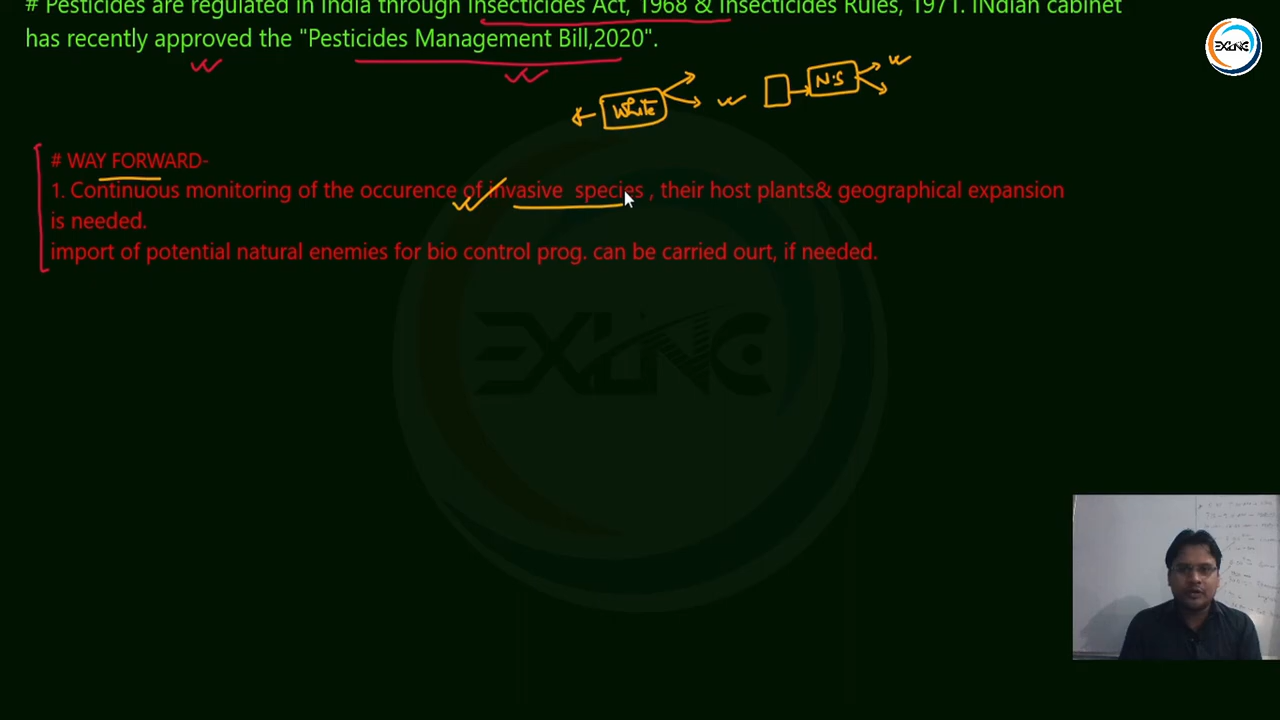 # Pesticides are regulated in India through Insecticides Act, 1968 & Insecticides Rules, 1971. INdian cabinet
has recently approved the "Pesticides Management Bill,2020".
White
N.S
EXLNC
# WAY FORWARD-
1. Continuous monitoring of the occurence of invasive species , their host plants& geographical expansion
is needed.
import of potential natural enemies for bio control prog. can be carried ourt, if needed.
EXLNC